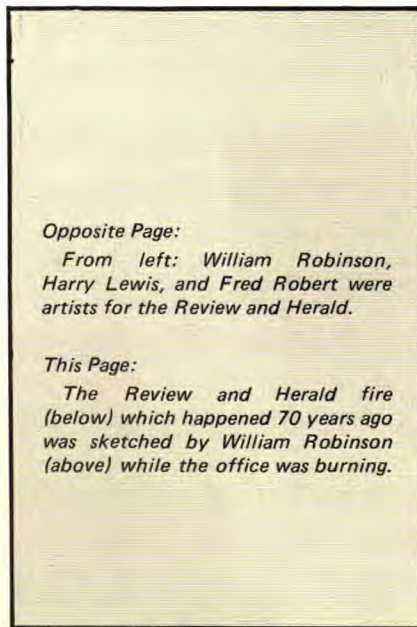 Opposite Page:
From left: William Robinson,
Harry Lewis, and Fred Robert were
artists for the Review and Herald.
This Page:
The Review and Herald fire
(below) which happened 70 years ago
was sketched by William Robinson
(above) while the office was burning.